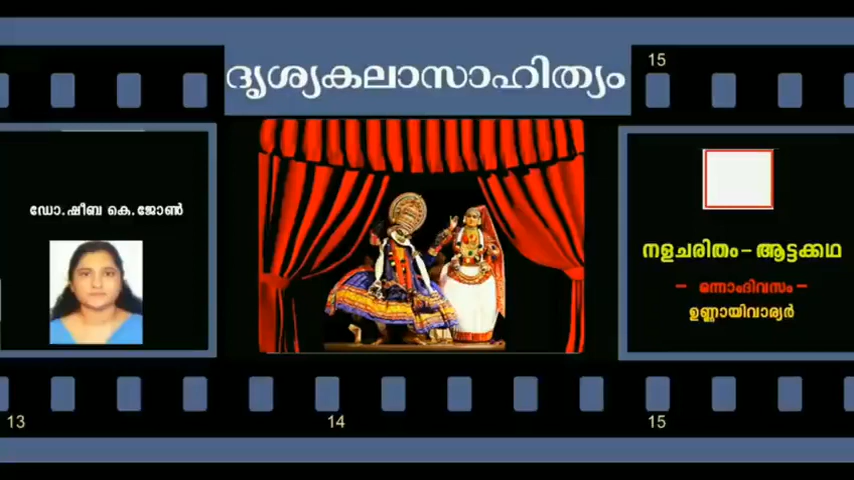 ദൃശ്യകലാസാഹിത്യം
15
ഡോ.ഷീബ കെ.ജോൺ
നളചരിതം - ആട്ടക്കഥ
- ഒന്നാംദിവസം -
ഉണ്ണായിവാര്യർ
13
14
15